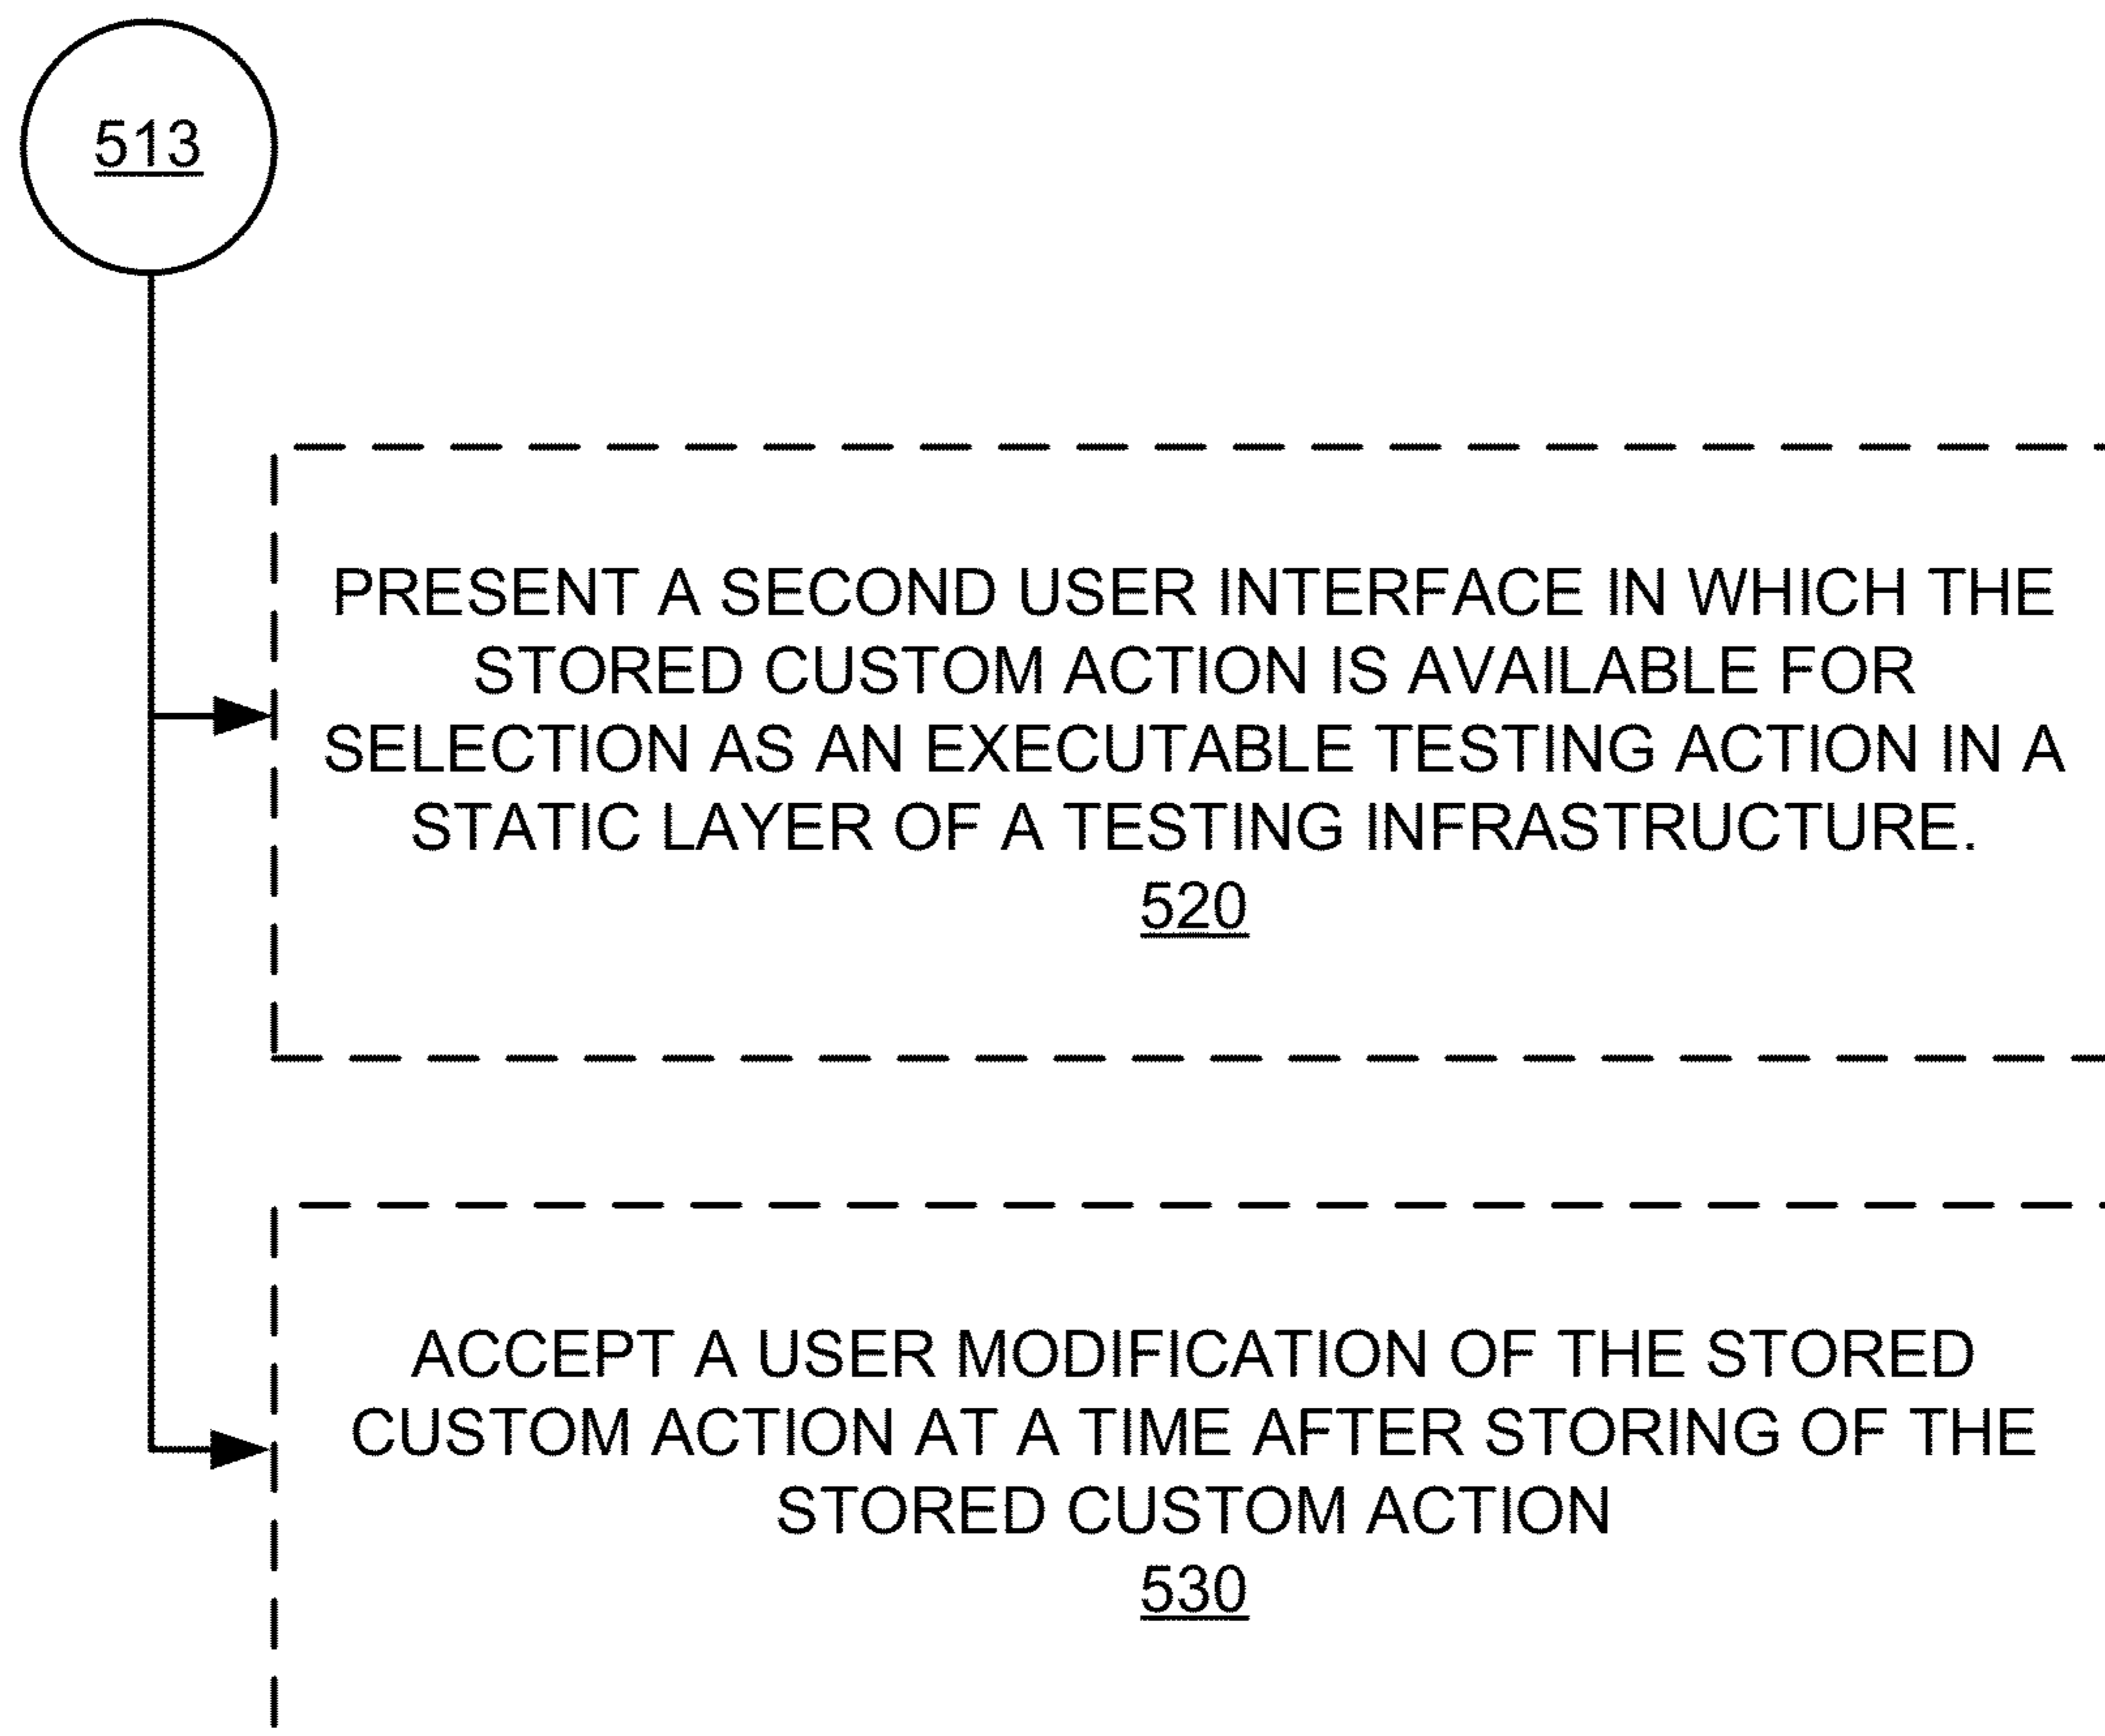 513
PRESENT A SECOND USER INTERFACE IN WHICH THE
STORED CUSTOM ACTION IS AVAILABLE FOR
SELECTION AS AN EXECUTABLE TESTING ACTION IN A
STATIC LAYER OF A TESTING INFRASTRUCTURE.
520
ACCEPT A USER MODIFICATION OF THE STORED
CUSTOM ACTION AT A TIME AFTER STORING OF THE
STORED CUSTOM ACTION
530